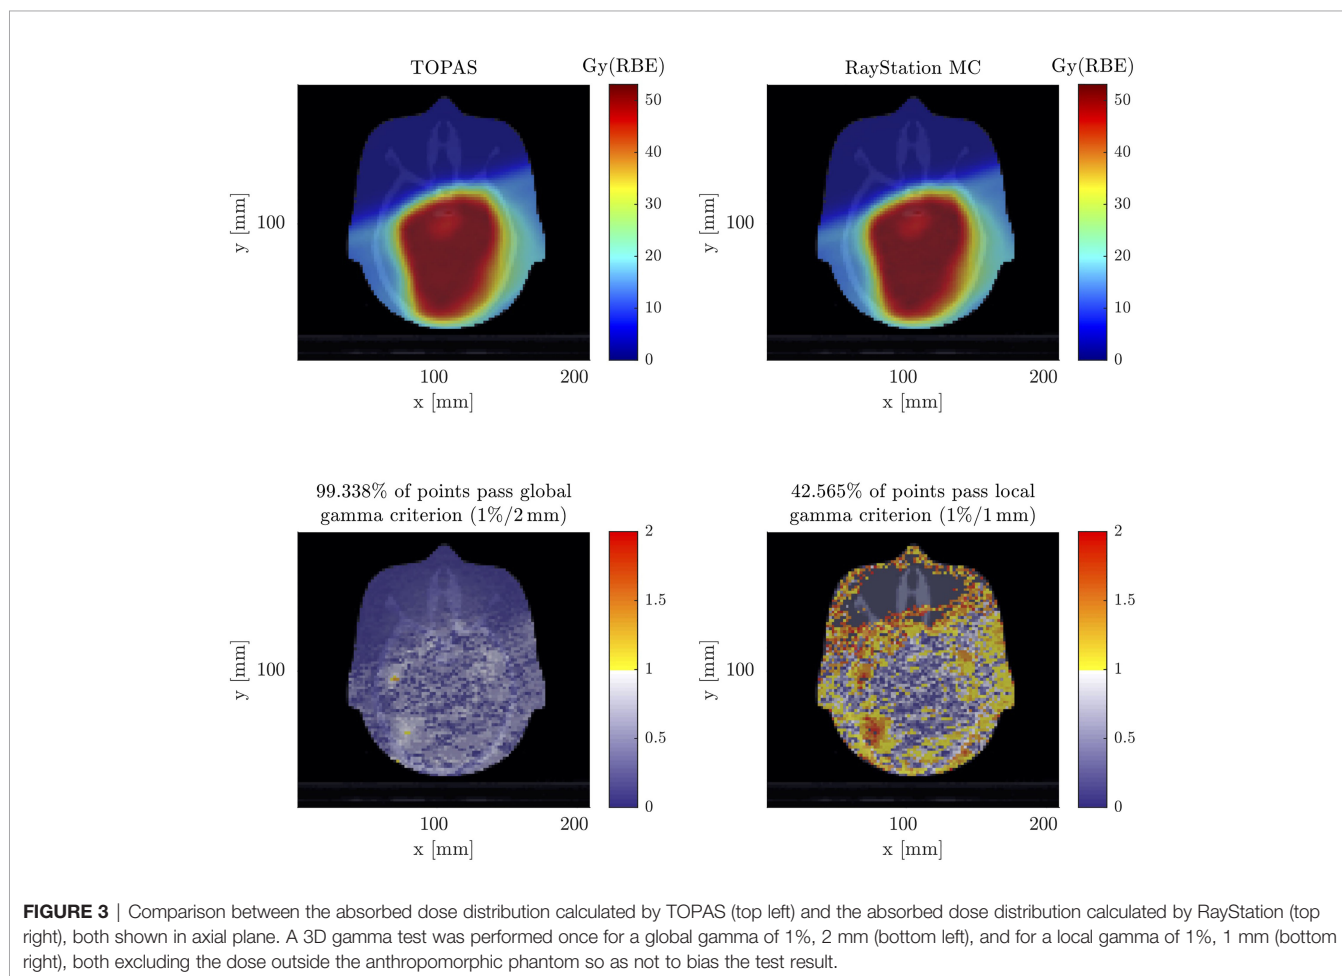 TOPAS
Gy(RBE)
50
40
30
20
10
0
y [mm]
100
100
200
x [mm]
RayStation MC
Gy(RBE)
50
40
30
20
10
0
y [mm]
100
100
200
x [mm]
99.338% of points pass global
gamma criterion (1%/2 mm)
2
1.5
1
0.5
0
y [mm]
100
100
200
x [mm]
42.565% of points pass local
gamma criterion (1%/1 mm)
2
1.5
1
0.5
0
y [mm]
100
100
200
x [mm]
FIGURE 3 | Comparison between the absorbed dose distribution calculated by TOPAS (top left) and the absorbed dose distribution calculated by RayStation (top
right), both shown in axial plane. A 3D gamma test was performed once for a global gamma of 1%, 2 mm (bottom left), and for a local gamma of 1%, 1 mm (bottom
right), both excluding the dose outside the anthropomorphic phantom so as not to bias the test result.